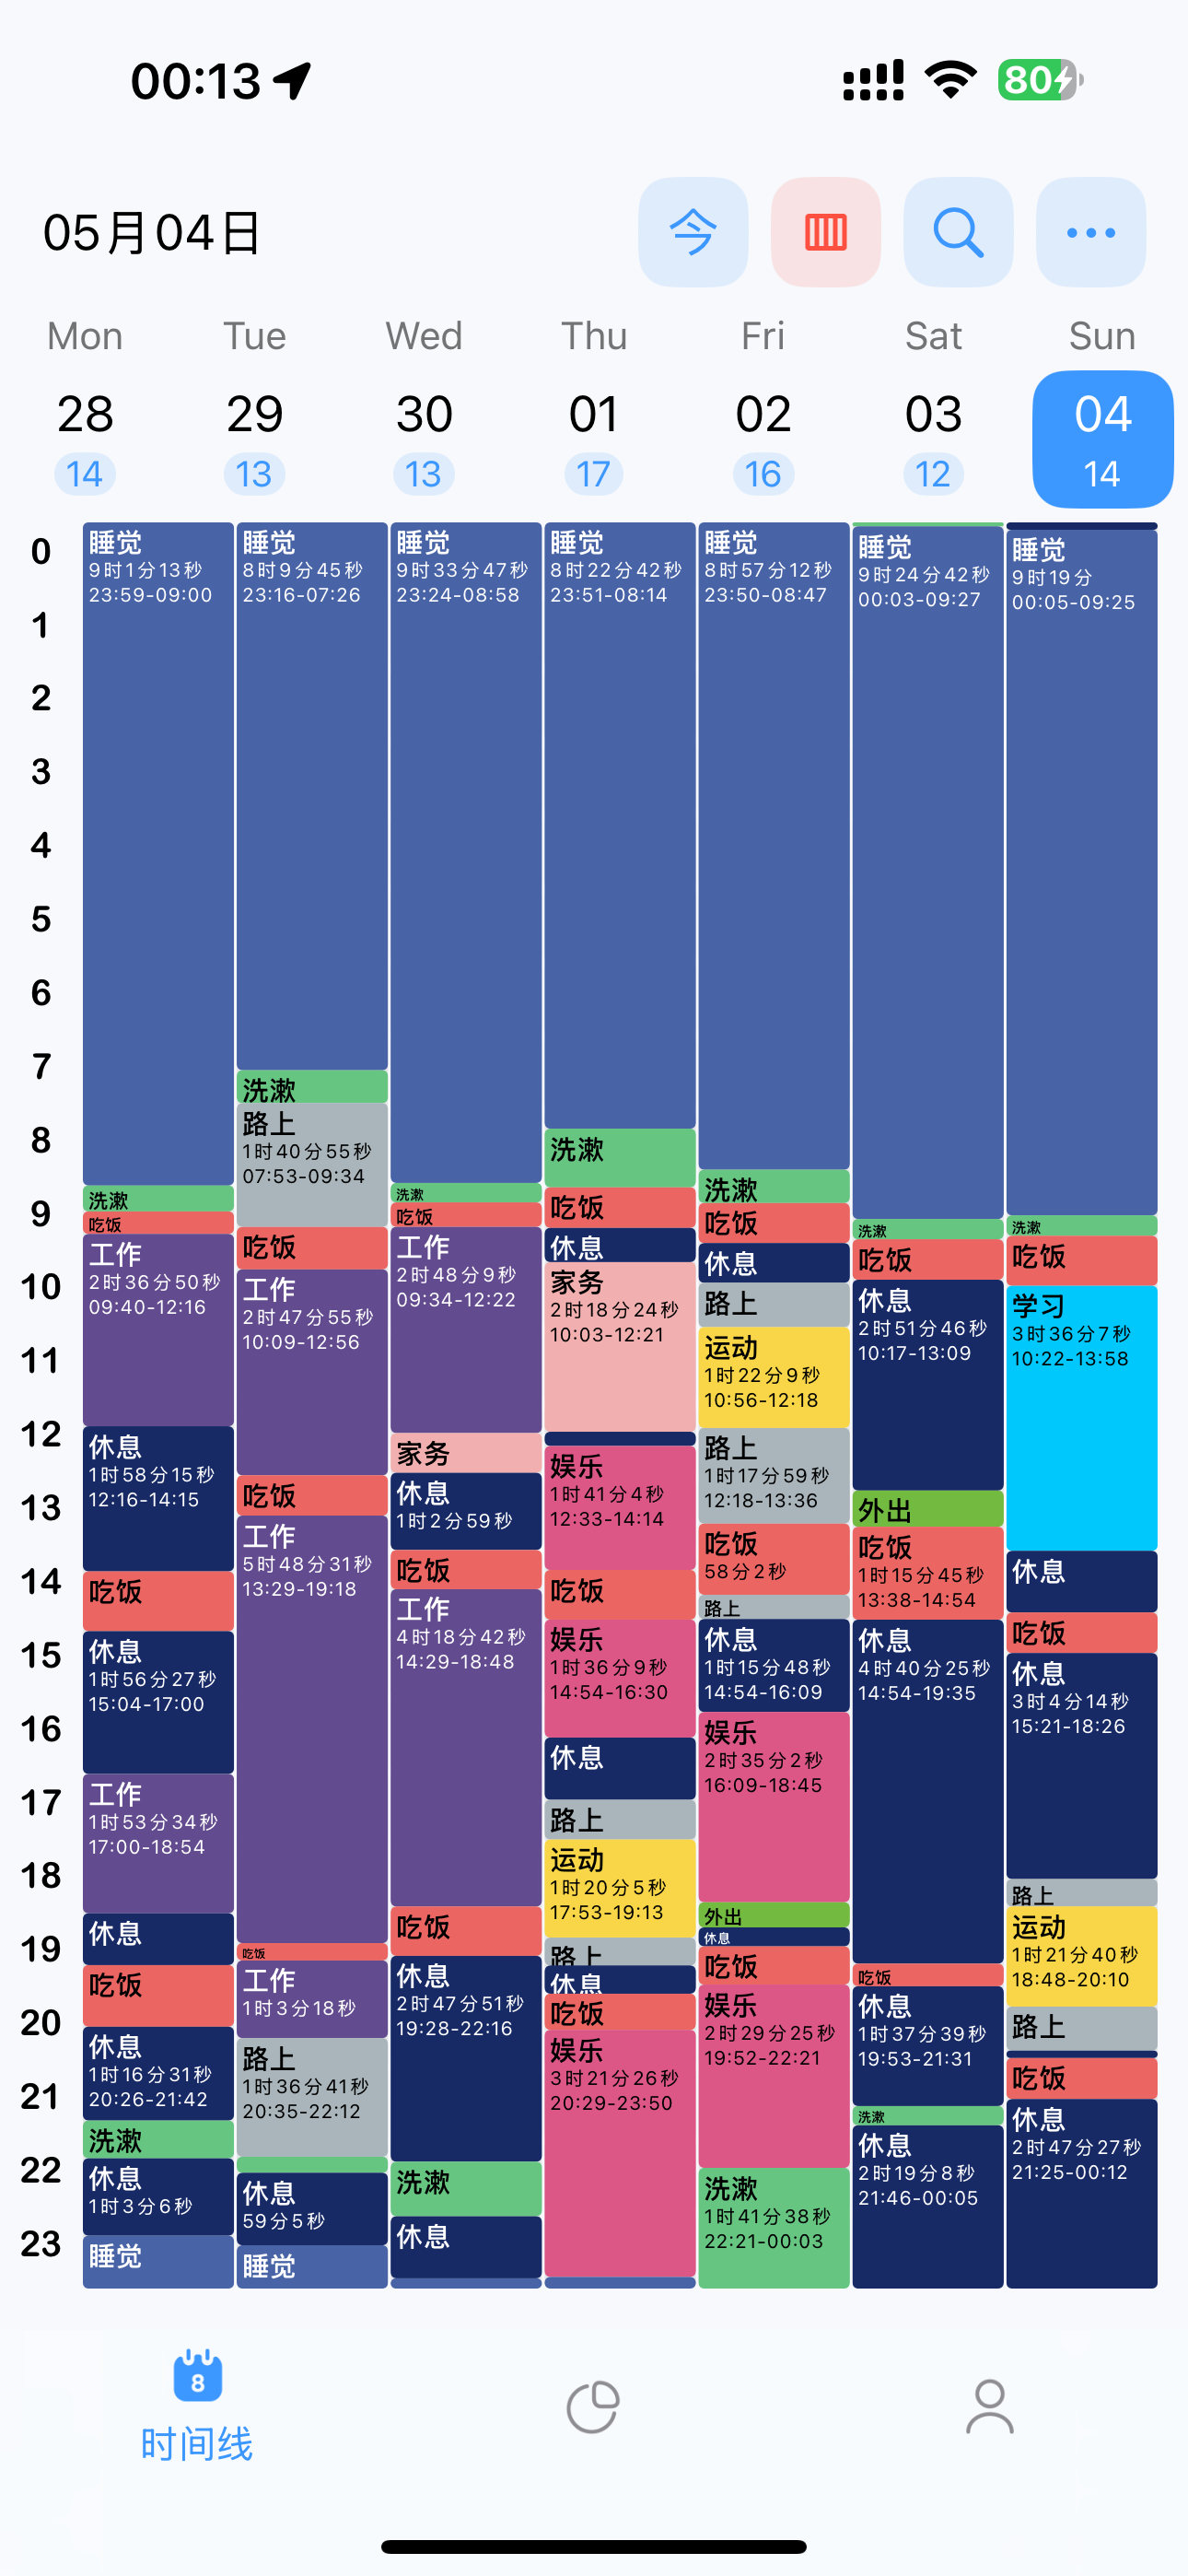 00:13
80
05月04日
今
Mon Tue Wed Thu Fri Sat Sun
28 29 30 01 02 03 04
14 13 13 17 16 12 14
0
1
2
3
4
5
6
7
8
9
10
11
12
13
14
15
16
17
18
19
20
21
22
23
睡觉
9时1分13秒
23:59-09:00
洗漱
吃饭
工作
2时36分50秒
09:40-12:16
休息
1时58分15秒
12:16-14:15
吃饭
休息
1时56分27秒
15:04-17:00
工作
1时53分34秒
17:00-18:54
休息
吃饭
休息
1时16分31秒
20:26-21:42
洗漱
休息
1时3分6秒
睡觉
睡觉
8时9分45秒
23:16-07:26
洗漱
路上
1时40分55秒
07:53-09:34
吃饭
工作
2时47分55秒
10:09-12:56
吃饭
工作
5时48分31秒
13:29-19:18
吃饭
工作
1时3分18秒
路上
1时36分41秒
20:35-22:12
休息
59分5秒
睡觉
睡觉
9时33分47秒
23:24-08:58
洗漱
吃饭
工作
2时48分9秒
09:34-12:22
家务
休息
1时2分59秒
吃饭
工作
4时18分42秒
14:29-18:48
吃饭
休息
2时47分51秒
19:28-22:16
洗漱
休息
睡觉
8时22分42秒
23:51-08:14
洗漱
吃饭
休息
家务
2时18分24秒
10:03-12:21
娱乐
1时41分4秒
12:33-14:14
吃饭
娱乐
1时36分9秒
14:54-16:30
休息
路上
运动
1时20分5秒
17:53-19:13
路上
休息
吃饭
娱乐
3时21分26秒
20:29-23:50
睡觉
8时57分12秒
23:50-08:47
洗漱
吃饭
休息
路上
运动
1时22分9秒
10:56-12:18
路上
1时17分59秒
12:18-13:36
吃饭
58分2秒
路上
休息
1时15分48秒
14:54-16:09
娱乐
2时35分2秒
16:09-18:45
外出
休息
吃饭
娱乐
2时29分25秒
19:52-22:21
洗漱
1时41分38秒
22:21-00:03
睡觉
9时24分42秒
00:03-09:27
洗漱
吃饭
休息
2时51分46秒
10:17-13:09
外出
吃饭
1时15分45秒
13:38-14:54
休息
4时40分25秒
14:54-19:35
吃饭
休息
1时37分39秒
19:53-21:31
洗漱
休息
2时19分8秒
21:46-00:05
睡觉
9时19分
00:05-09:25
洗漱
吃饭
学习
3时36分7秒
10:22-13:58
休息
吃饭
休息
3时4分14秒
15:21-18:26
路上
运动
1时21分40秒
18:48-20:10
路上
吃饭
休息
2时47分27秒
21:25-00:12
8
时间线